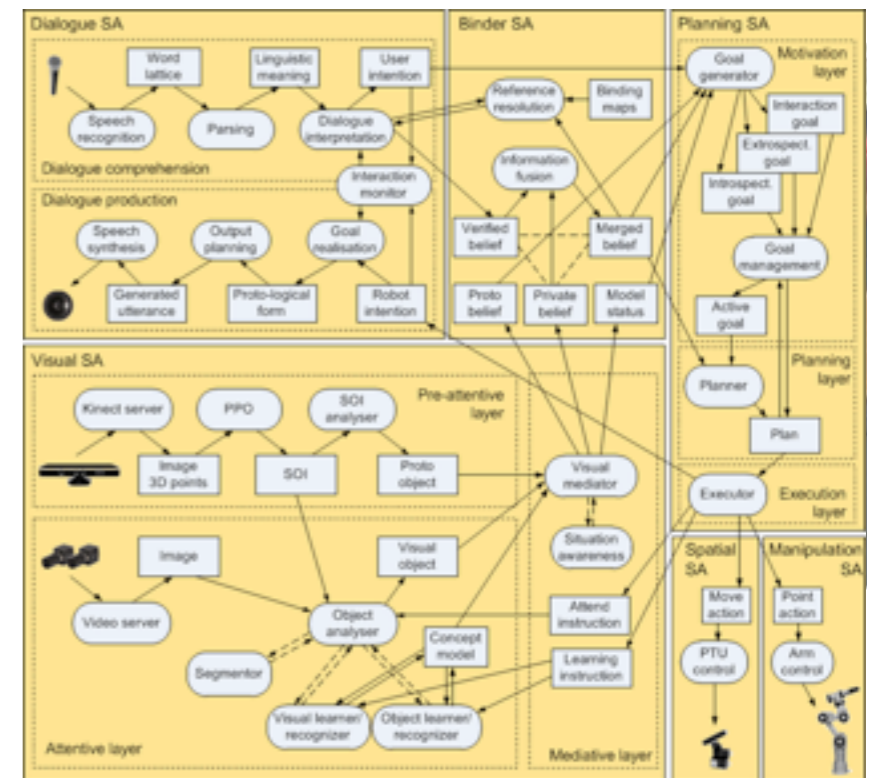 Dialogue SA
Word
lattice
Linguistic
meaning
User
intention
Speech
recognition
Parsing
Dialogue
interpretation
Dialogue comprehension
Interaction
monitor
Dialogue production
Speech
synthesis
Output
planning
Goal
realisation
Generated
utterance
Proto-logical
form
Robot
intention
Binder SA
Reference
resolution
Binding
maps
Information
fusion
Verified
belief
Merged
belief
Proto
belief
Private
belief
Model
status
Planning SA
Goal
generator
Motivation
layer
Interaction
goal
Extrospect.
goal
Introspect.
goal
Goal
management
Active
goal
Planning
layer
Planner
Plan
Executor
Execution
layer
Visual SA
Kinect server
PPO
SOI
analyser
Pre-attentive
layer
Image
3D points
SOI
Proto
object
Visual
mediator
Situation
awareness
Image
Visual
object
Video server
Object
analyser
Concept
model
Segmentor
Visual learner/
recognizer
Object learner/
recognizer
Attentive layer
Attend
instruction
Learning
instruction
Mediative layer
Spatial
SA
Move
action
PTU
control
Manipulation
SA
Point
action
Arm
control